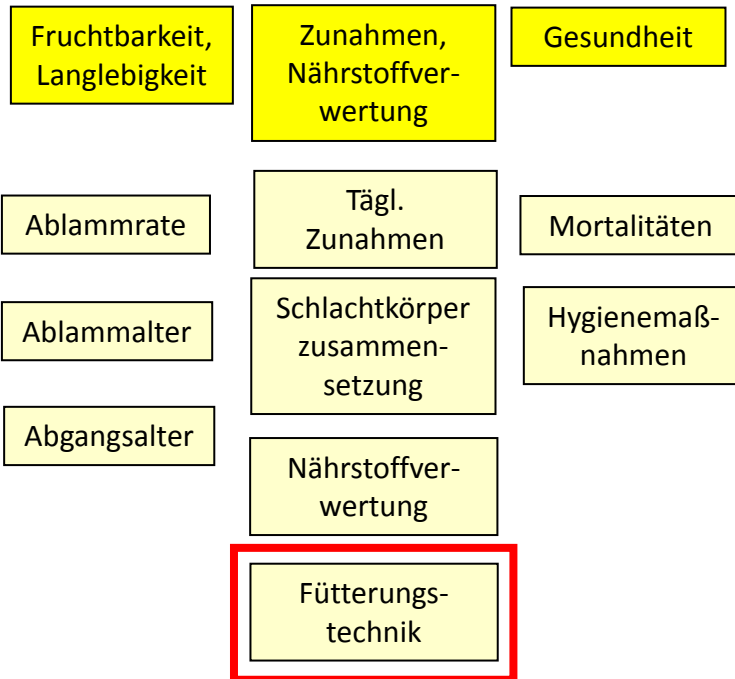 Fruchtbarkeit,
Langlebigkeit
Zunahmen,
Nährstoffver-
wertung
Gesundheit
Ablammrate
Ablammalter
Abgangsalter
Tägl.
Zunahmen
Schlachtkörper
zusammen-
setzung
Nährstoffver-
wertung
Fütterungs-
technik
Mortalitäten
Hygienemaß-
nahmen